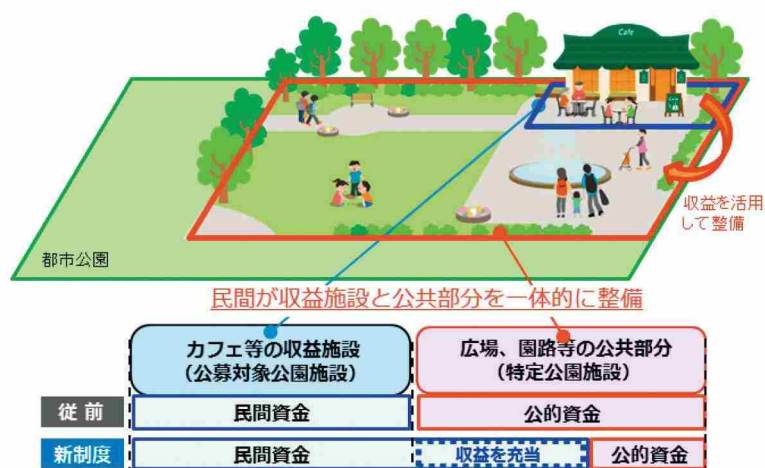 Cafe
収益を活用
して整備
都市公園
民間が収益施設と公共部分を一体的に整備
カフェ等の収益施設
(公募対象公園施設)
広場、園路等の公共部分
(特定公園施設)
従前
民間資金
公的資金
新制度
民間資金
収益を充当
公的資金